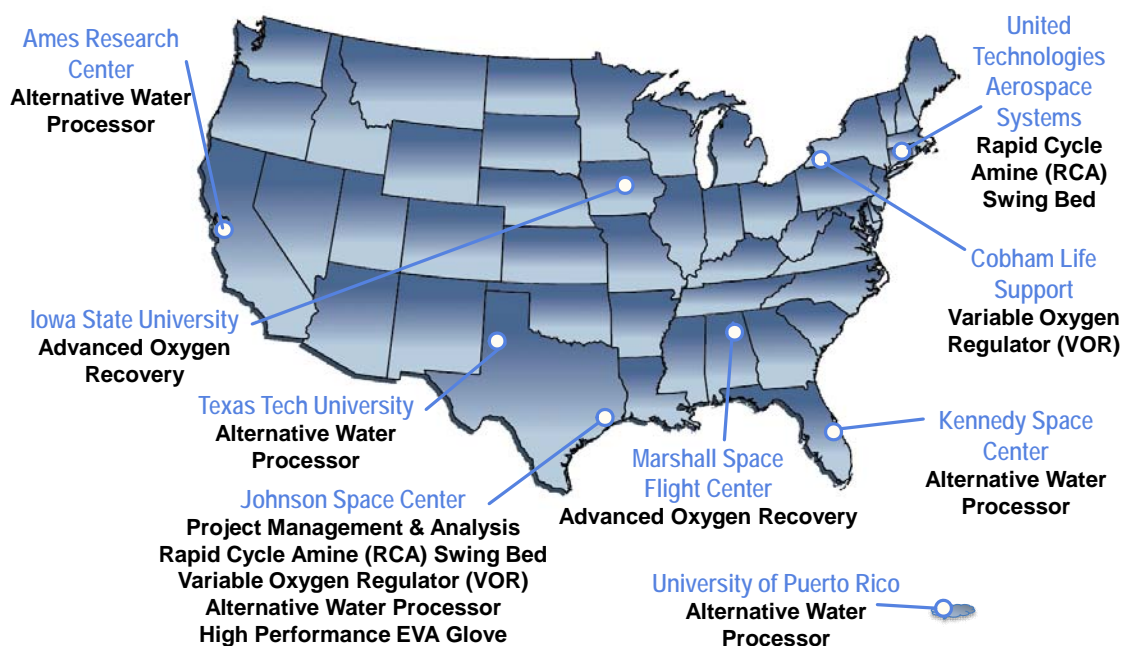 Ames Research
Center
Alternative Water
Processor
United
Technologies
Aerospace
Systems
Rapid Cycle
Amine (RCA)
Swing Bed
Cobham Life
Support
Variable Oxygen
Regulator (VOR)
Iowa State University
Advanced Oxygen
Recovery
Texas Tech University
Alternative Water
Processor
Johnson Space Center
Project Management & Analysis
Rapid Cycle Amine (RCA) Swing Bed
Variable Oxygen Regulator (VOR)
Alternative Water Processor
High Performance EVA Glove
Marshall Space
Flight Center
Advanced Oxygen Recovery
Kennedy Space
Center
Alternative Water
Processor
University of Puerto Rico
Alternative Water
Processor